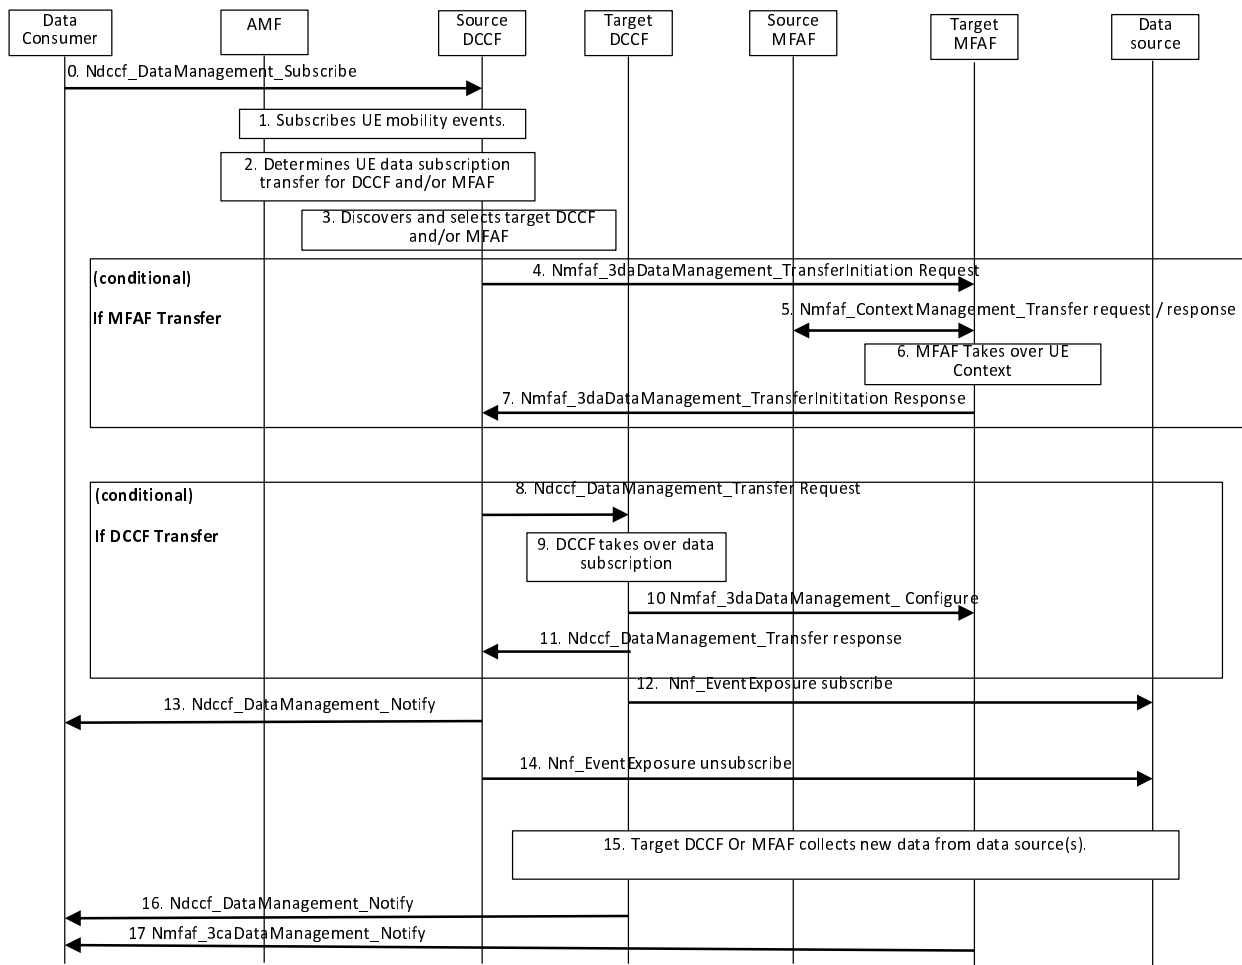 Data
Consumer
AMF
Source
DCCF
Target
DCCF
Source
MFAF
Target
MFAF
Data
source
0. Ndccf_DataManagement_Subscribe
1. Subscribes UE mobility events.
2. Determines UE data subscription
transfer for DCCF and/or MFAF
3. Discovers and selects target DCCF
and/or MFAF
(conditional)
If MFAF Transfer
4. Nmfaf_3daDataManagement_TransferInitiation Request
5. Nmfaf_ContextManagement_Transfer request / response
6. MFAF Takes over UE
Context
7. Nmfaf_3daDataManagement_TransferInititation Response
(conditional)
If DCCF Transfer
8. Ndccf_DataManagement_Transfer Request
9. DCCF takes over data
subscription
10 Nmfaf_3daDataManagement_ Configure
11. Ndccf_DataManagement_Transfer response
12. Nnf_EventExposure subscribe
13. Ndccf_DataManagement_Notify
14. Nnf_EventExposure unsubscribe
15. Target DCCF Or MFAF collects new data from data source(s).
16. Ndccf_DataManagement_Notify
17 Nmfaf_3caDataManagement_Notify